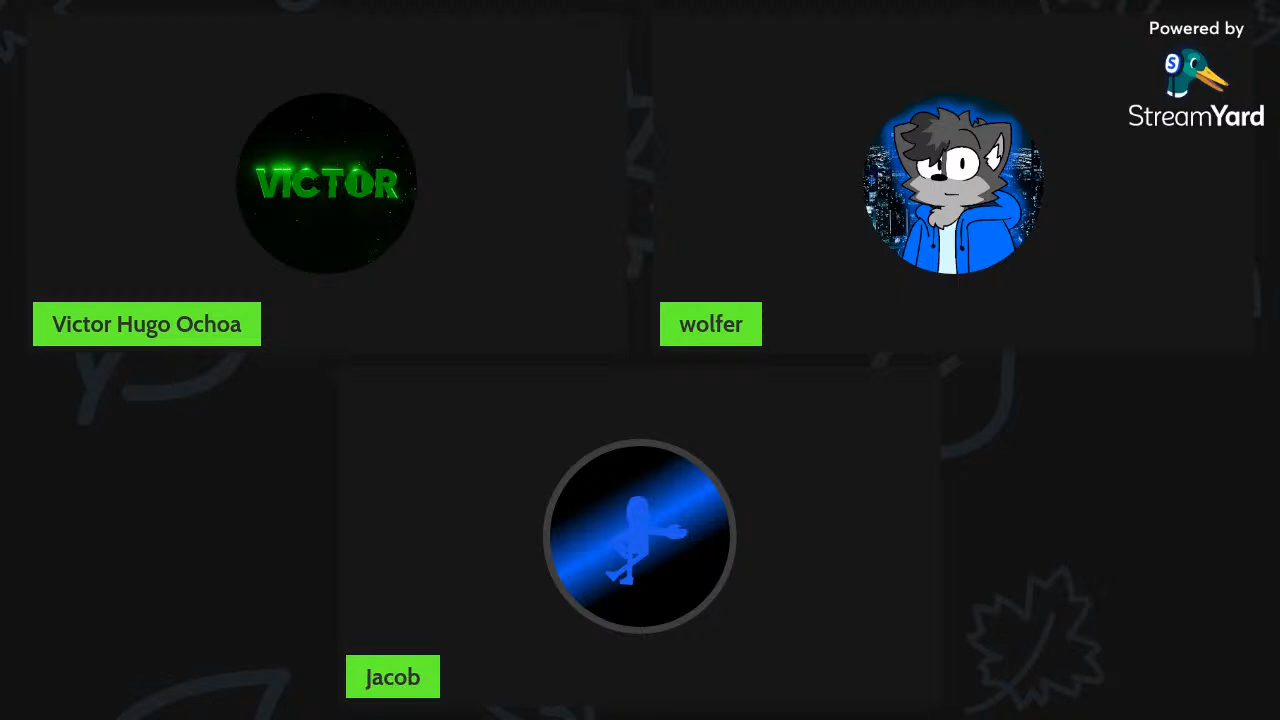 Powered by
S
StreamYard
VICTOR
Victor Hugo Ochoa
wolfer
Jacob